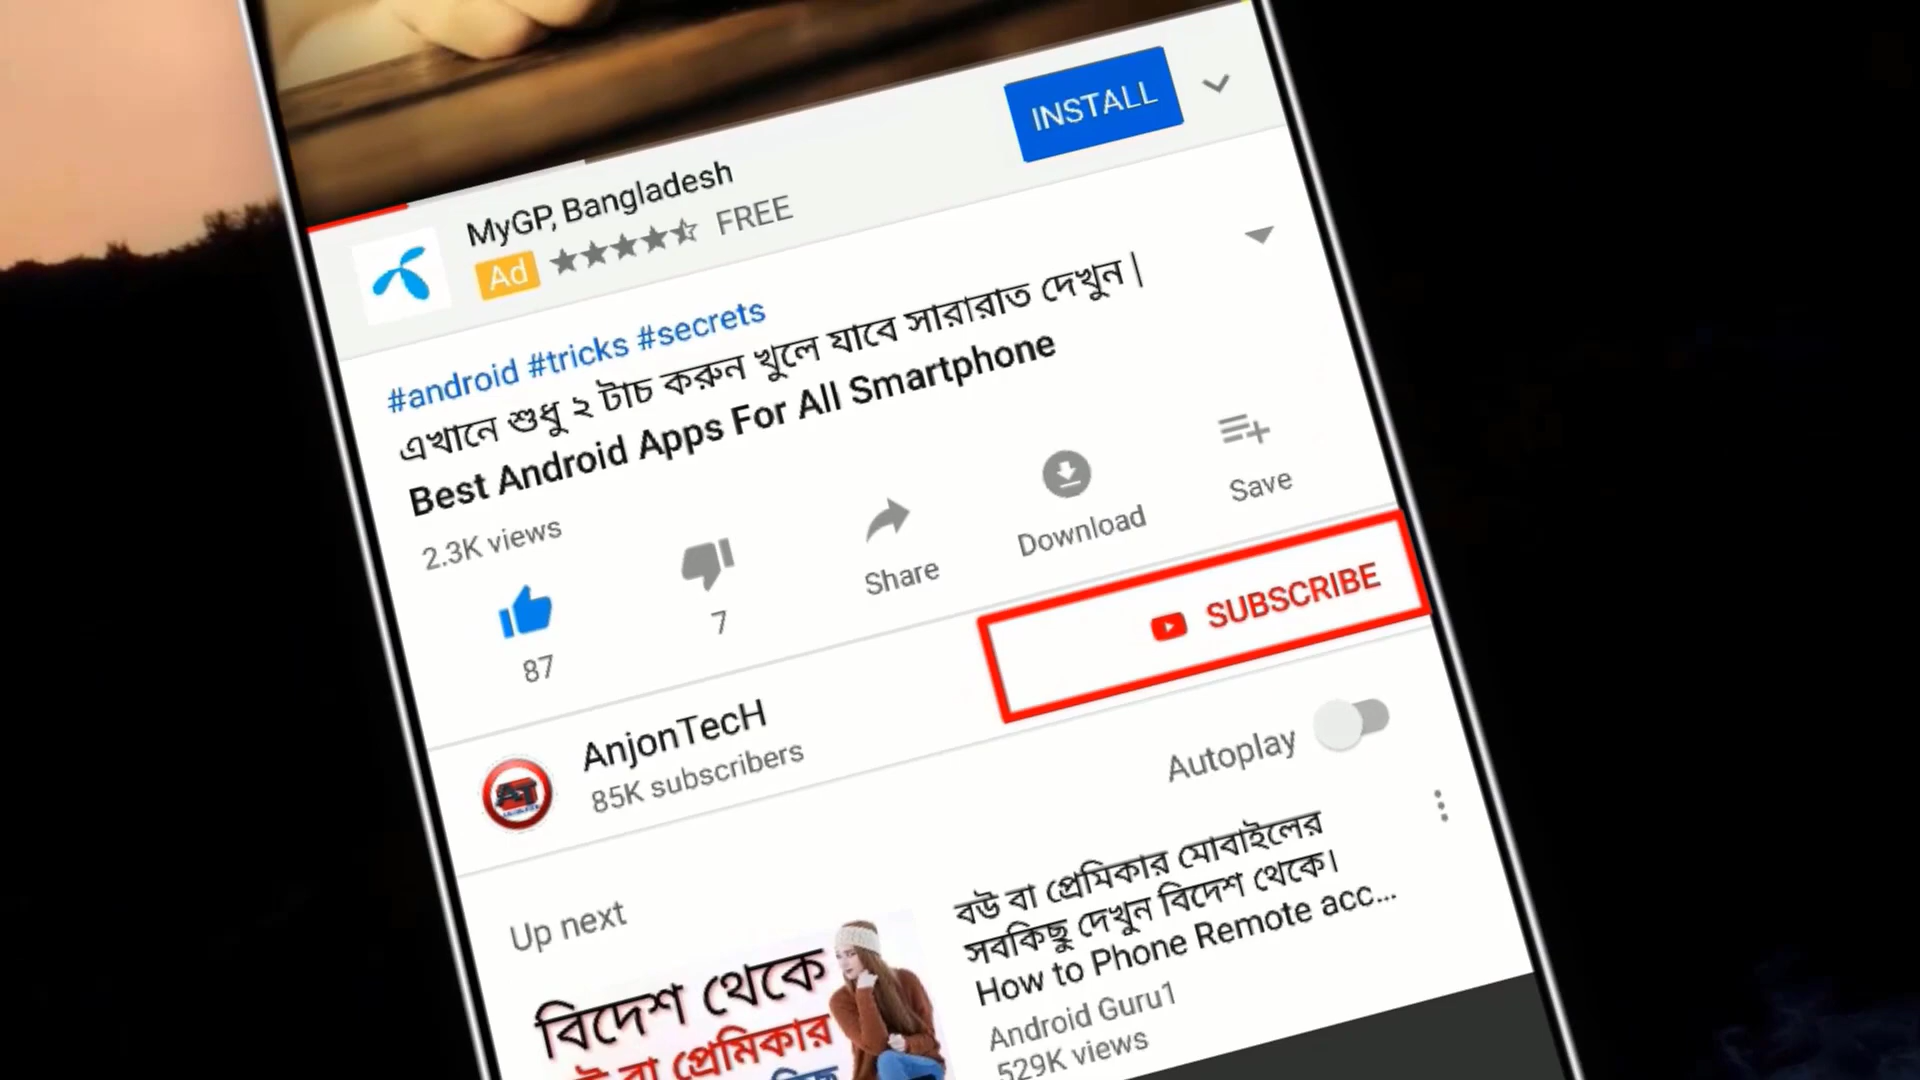 INSTALL
MyGP, Bangladesh
Ad FREE
#android #tricks #secrets
এখানে শুধু ২ টাচ করুন খুলে যাবে সারারাত দেখুন |
Best Android Apps For All Smartphone
2.3K views
87
7
Share
Download
Save
AnjonTecH
85K subscribers
SUBSCRIBE
Autoplay
Up next
বিদেশ থেকে
বা প্রেমিকার
বউ বা প্রেমিকার মোবাইলের
সবকিছু দেখুন বিদেশ থেকে।
How to Phone Remote acc...
Android Guru1
529K views